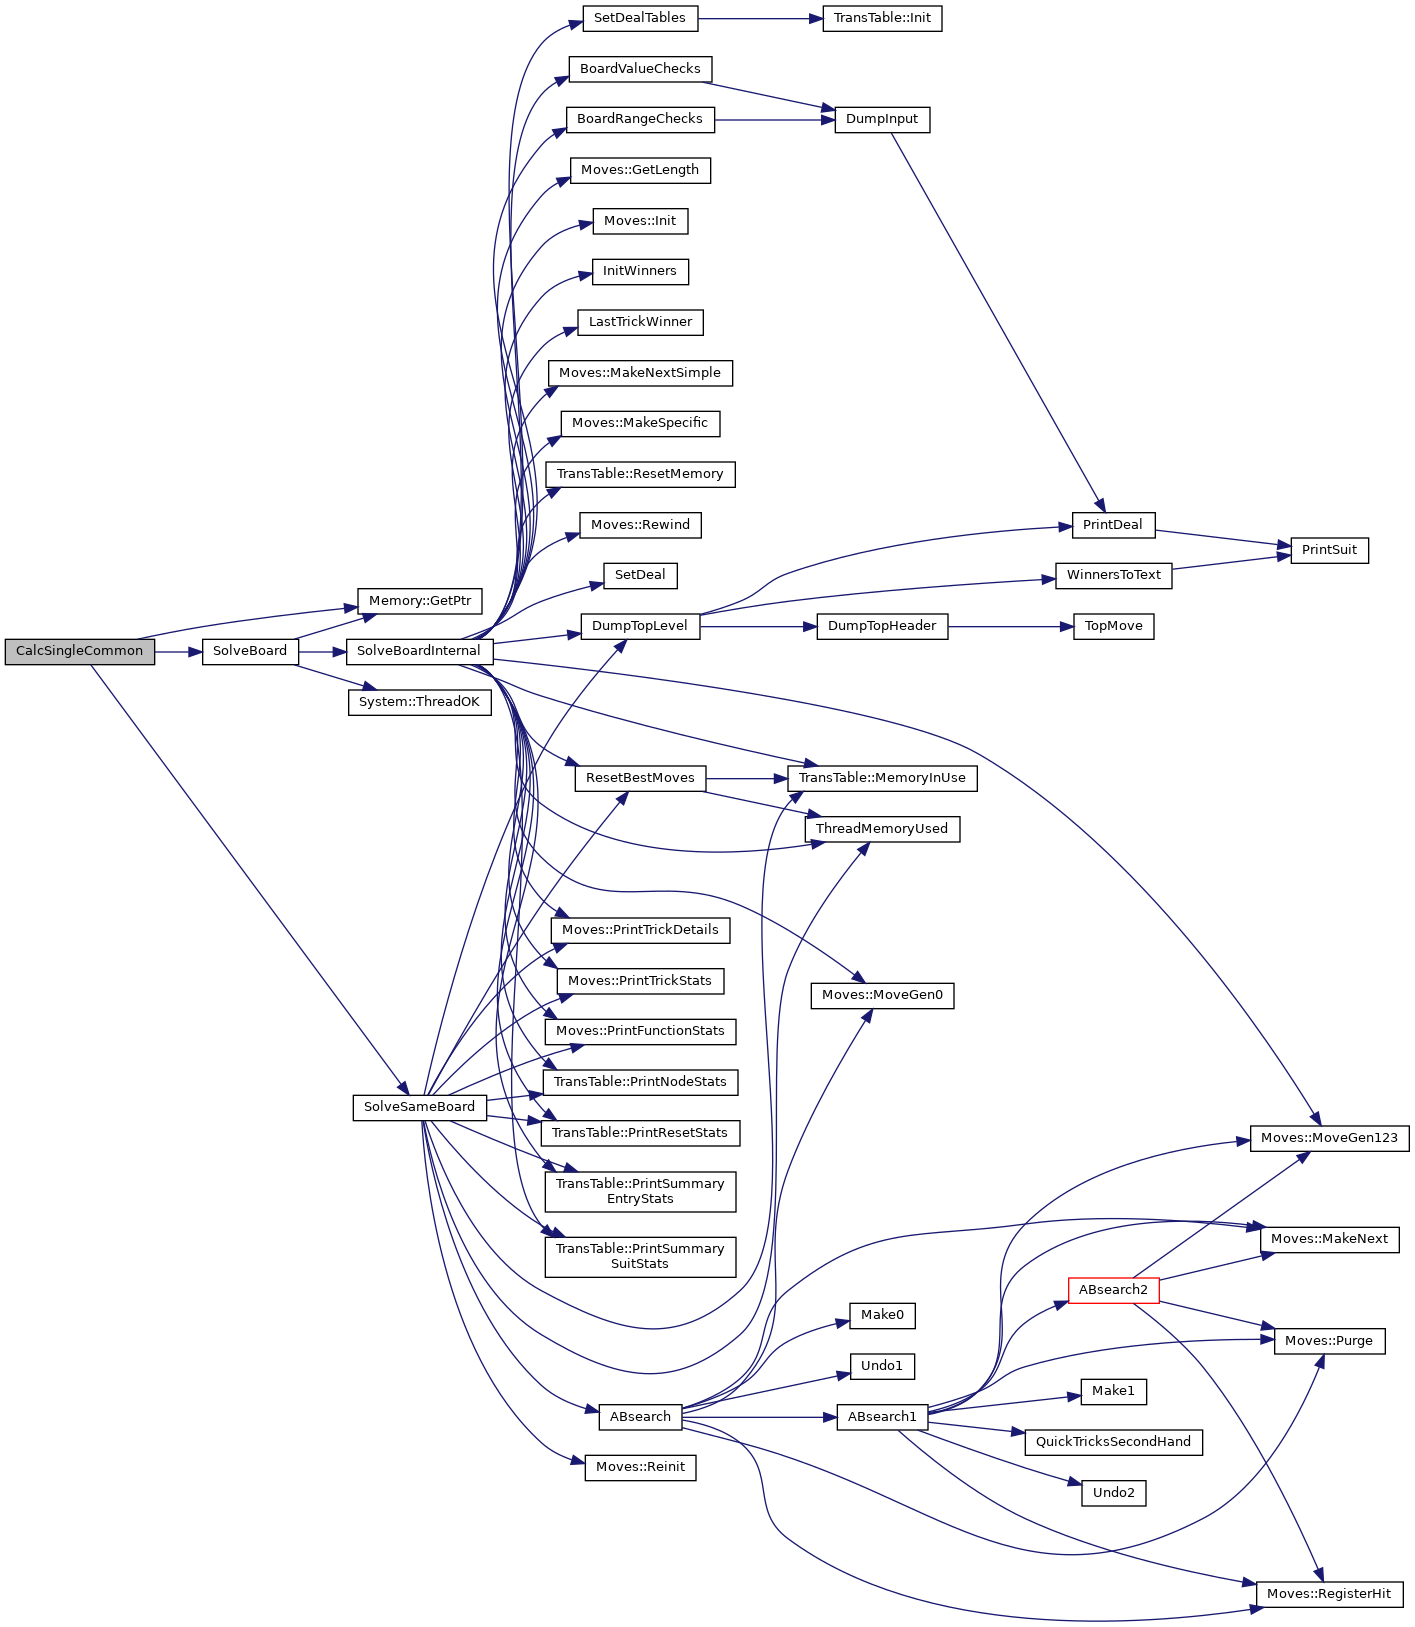 SetDealTables
TransTable::Init
BoardValueChecks
BoardRangeChecks
DumpInput
Moves::GetLength
Moves::Init
InitWinners
LastTrickWinner
Moves::MakeNextSimple
Moves::MakeSpecific
TransTable::ResetMemory
Moves::Rewind
PrintDeal
PrintSuit
SetDeal
WinnersToText
Memory::GetPtr
DumpTopLevel
DumpTopHeader
TopMove
CalcSingleCommon
SolveBoard
SolveBoardInternal
System::ThreadOK
ResetBestMoves
TransTable::MemoryInUse
ThreadMemoryUsed
Moves::PrintTrickDetails
Moves::PrintTrickStats
Moves::MoveGen0
Moves::PrintFunctionStats
TransTable::PrintNodeStats
SolveSameBoard
TransTable::PrintResetStats
Moves::MoveGen123
TransTable::PrintSummary
EntryStats
TransTable::PrintSummary
SuitStats
Moves::MakeNext
ABsearch2
Make0
Moves::Purge
Undo1
Make1
ABsearch
ABsearch1
QuickTricksSecondHand
Moves::Reinit
Undo2
Moves::RegisterHit